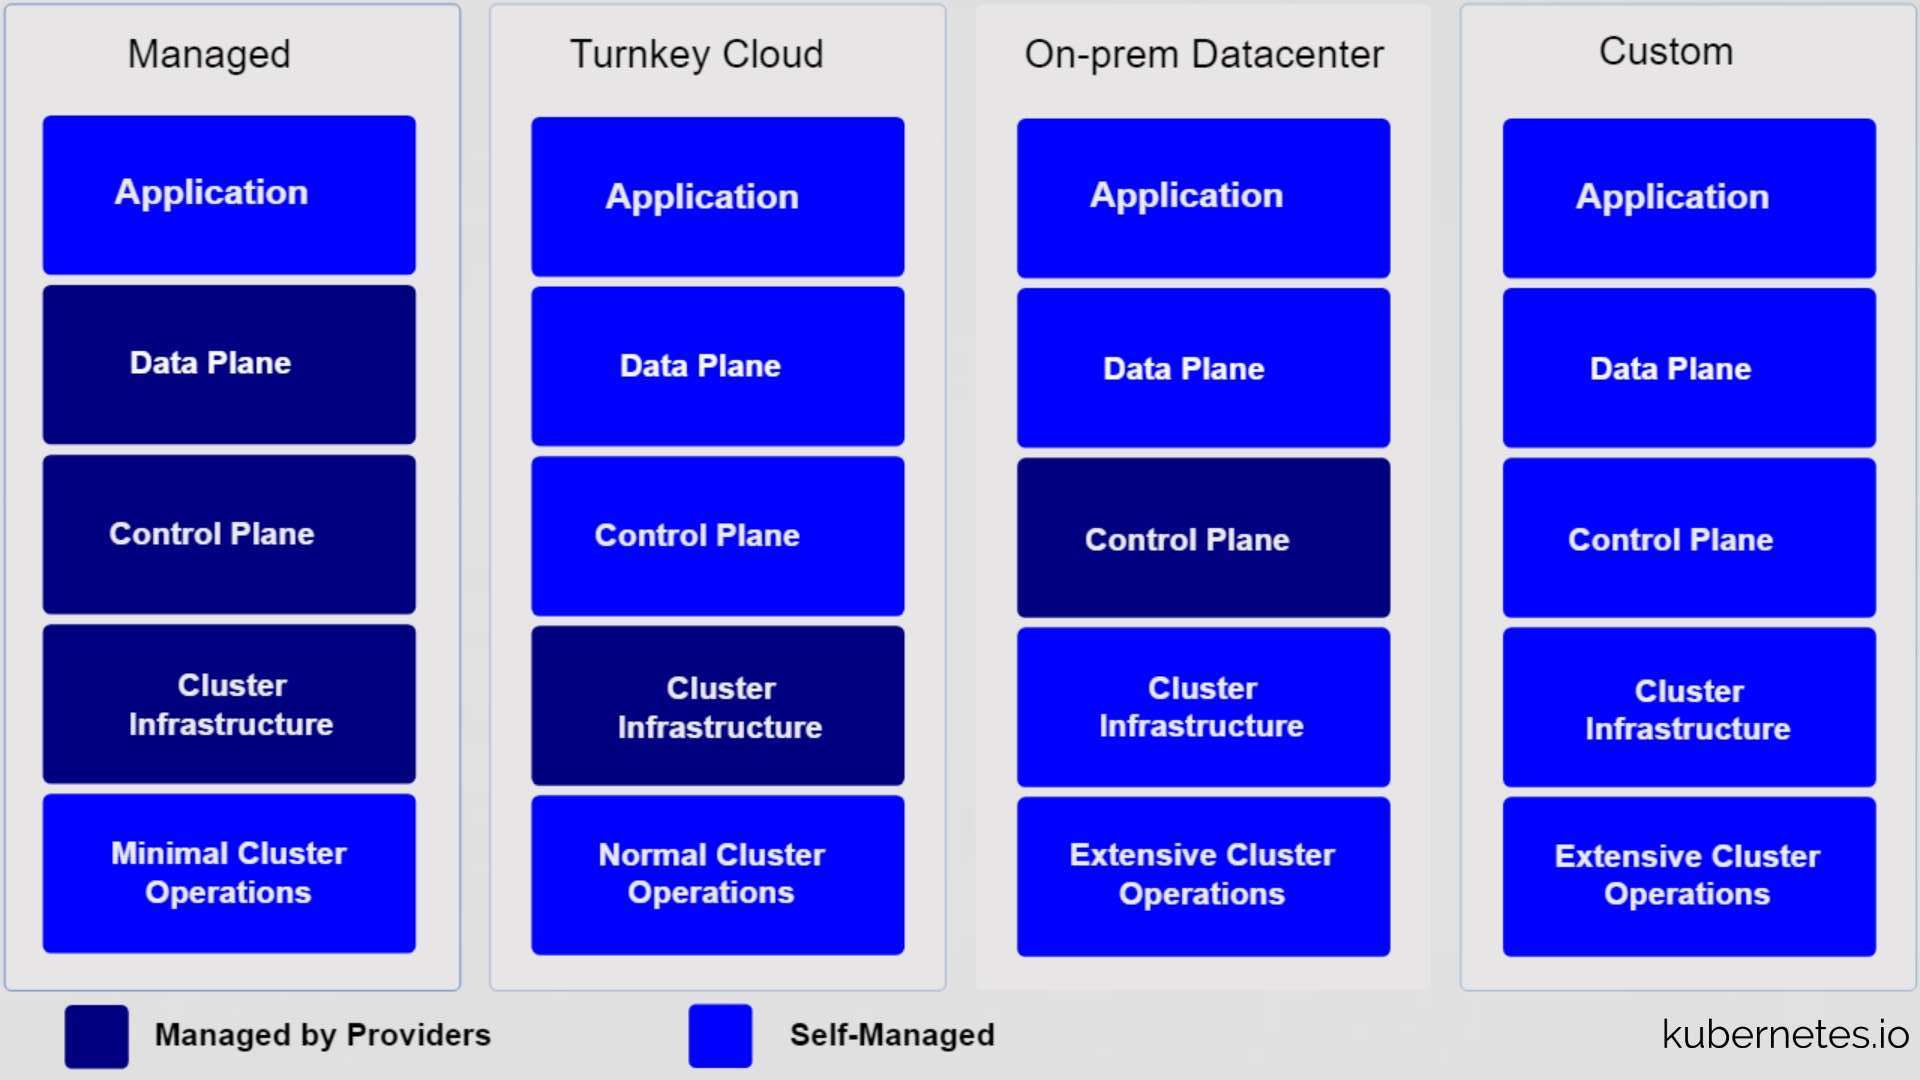 Managed
Application
Data Plane
Control Plane
Cluster
Infrastructure
Minimal Cluster
Operations
Turnkey Cloud
Application
Data Plane
Control Plane
Cluster
Infrastructure
Normal Cluster
Operations
On-prem Datacenter
Application
Data Plane
Control Plane
Cluster
Infrastructure
Extensive Cluster
Operations
Custom
Application
Data Plane
Control Plane
Cluster
Infrastructure
Extensive Cluster
Operations
Managed by Providers
Self-Managed
kubernetes.io